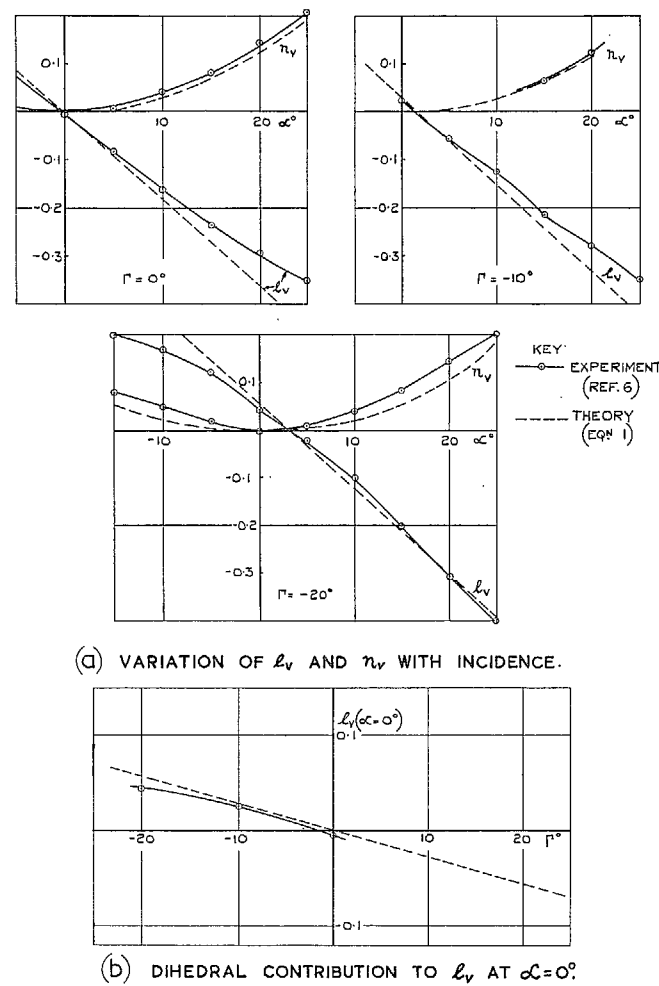 0·1
n_v
10
20
α°
-0·1
-0·2
-0·3
Γ = 0°
-l_v
0·1
n_v
10
20
α°
-0·1
-0·2
-0·3
Γ = -10°
l_v
0·1
n_v
-10
10
20
α°
-0·1
-0·2
-0·3
Γ = -20°
l_v
KEY
EXPERIMENT
(REF. 6)
THEORY
(EQN 1)
(a) VARIATION OF l_v AND n_v WITH INCIDENCE.
l_v (α=0°)
0·1
-20
-10
10
20
Γ°
-0·1
(b) DIHEDRAL CONTRIBUTION TO l_v AT α=0°.